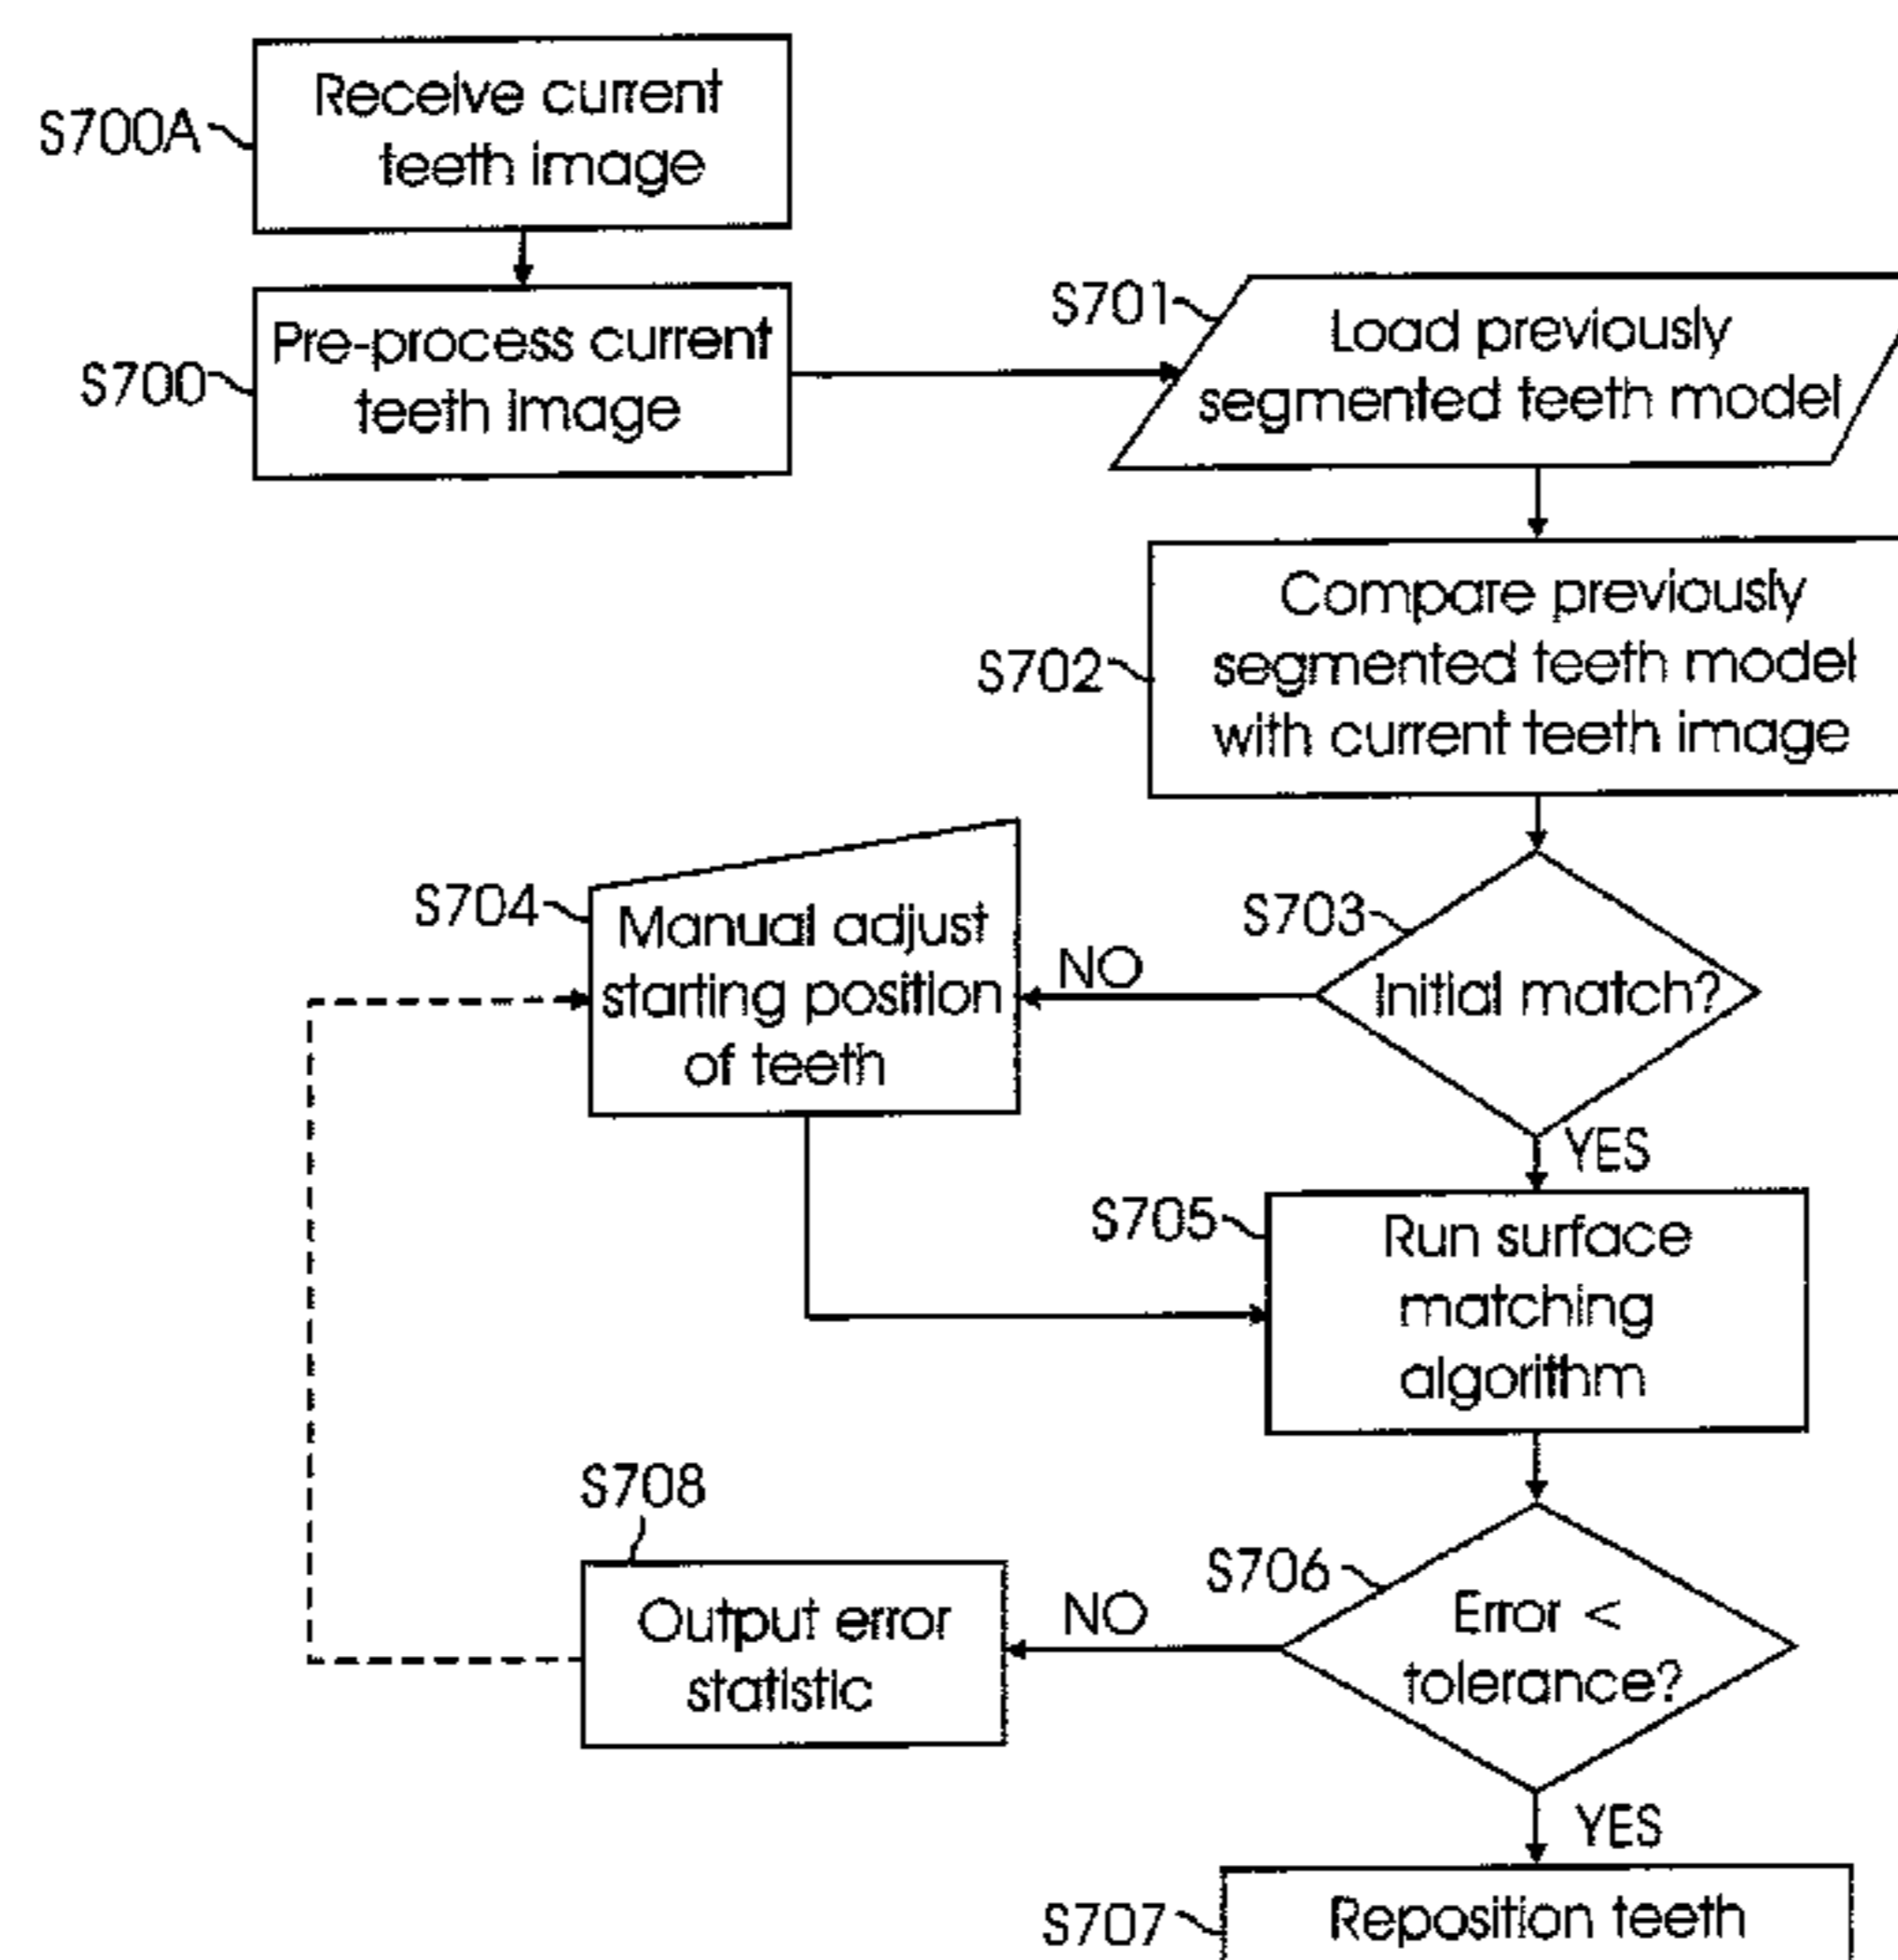 S700A
Receive current
teeth image
S700
Pre-process current
teeth image
S701
Load previously
segmented teeth model
S702
Compare previously
segmented teeth model
with current teeth image
S703
Initial match?
NO
YES
S704
Manual adjust
starting position
of teeth
S705
Run surface
matching
algorithm
S706
Error <
tolerance?
NO
YES
S708
Output error
statistic
S707
Reposition teeth